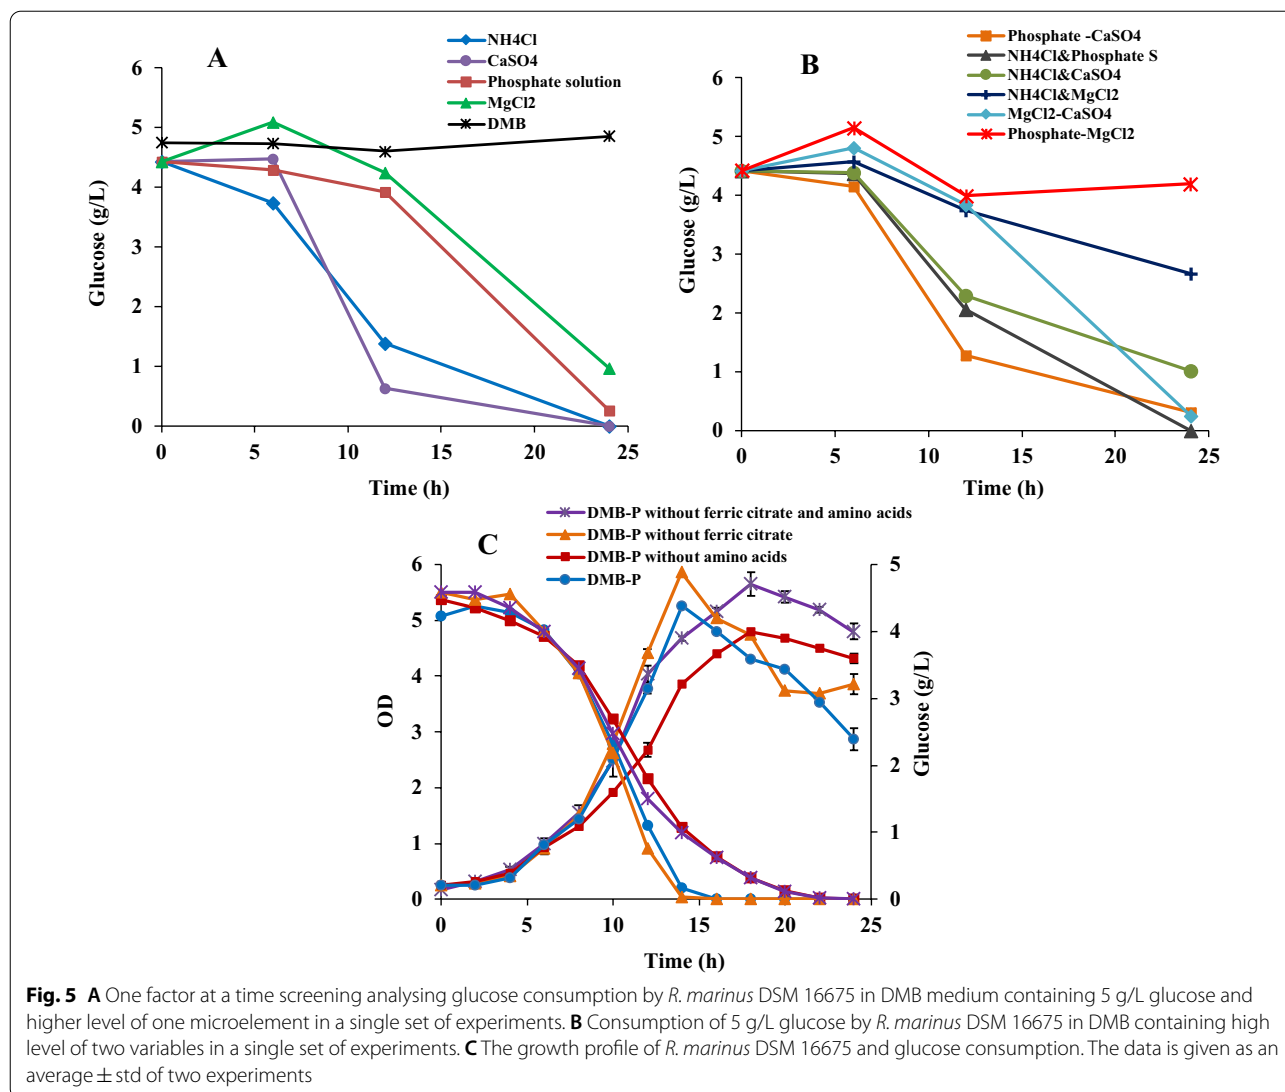 A
NH4Cl
CaSO4
Phosphate solution
MgCl2
DMB
6
5
4
3
2
1
0
Glucose (g/L)
0 5 10 15 20 25
Time (h)
B
Phosphate -CaSO4
NH4Cl&Phosphate S
NH4Cl&CaSO4
NH4Cl&MgCl2
MgCl2-CaSO4
Phosphate-MgCl2
6
5
4
3
2
1
0
Glucose (g/L)
0 5 10 15 20 25
Time (h)
C
DMB-P without ferric citrate and amino acids
DMB-P without ferric citrate
DMB-P without amino acids
DMB-P
6
5
4
3
2
1
0
OD
5
4
3
2
1
0
Glucose (g/L)
0 5 10 15 20 25
Time (h)
Fig. 5 A One factor at a time screening analysing glucose consumption by R. marinus DSM 16675 in DMB medium containing 5 g/L glucose and
higher level of one microelement in a single set of experiments. B Consumption of 5 g/L glucose by R. marinus DSM 16675 in DMB containing high
level of two variables in a single set of experiments. C The growth profile of R. marinus DSM 16675 and glucose consumption. The data is given as an
average ± std of two experiments